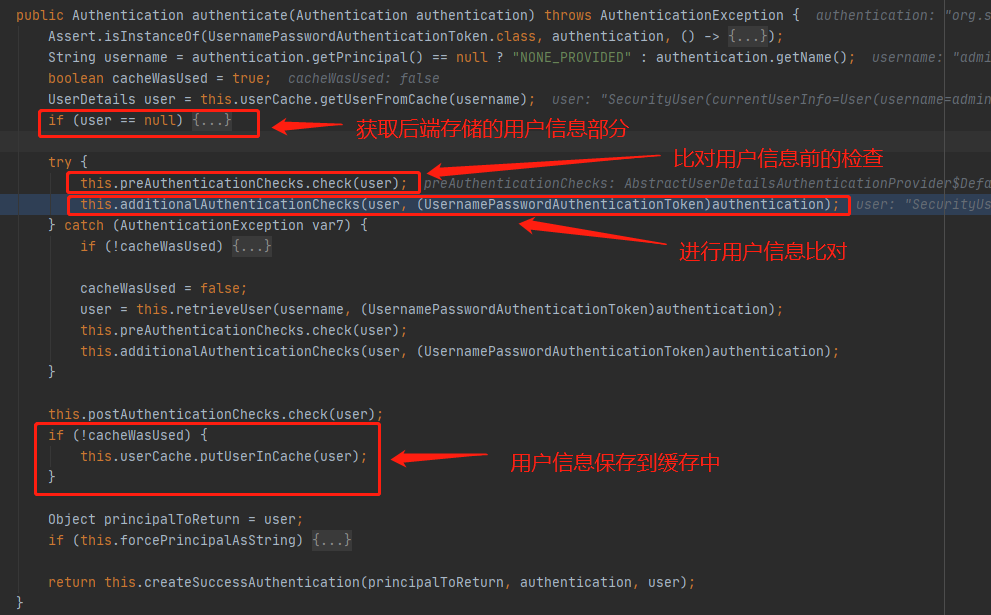 public Authentication authenticate(Authentication authentication) throws AuthenticationException {  authentication: "org.s
Assert.isInstanceOf(UsernamePasswordAuthenticationToken.class, authentication, () -> {...});
String username = authentication.getPrincipal() == null ? "NONE_PROVIDED" : authentication.getName();  username: "admi
boolean cacheWasUsed = true;  cacheWasUsed: false
UserDetails user = this.userCache.getUserFromCache(username);  user: "SecurityUser(currentUserInfo=User(username=admin
if (user == null) {...}
获取后端存储的用户信息部分
try {
比对用户信息前的检查
this.preAuthenticationChecks.check(user);  preAuthenticationChecks: AbstractUserDetailsAuthenticationProvider$Defa
this.additionalAuthenticationChecks(user, (UsernamePasswordAuthenticationToken)authentication);  user: "SecurityUs
} catch (AuthenticationException var7) {
if (!cacheWasUsed) {...}
进行用户信息比对
cacheWasUsed = false;
user = this.retrieveUser(username, (UsernamePasswordAuthenticationToken)authentication);
this.preAuthenticationChecks.check(user);
this.additionalAuthenticationChecks(user, (UsernamePasswordAuthenticationToken)authentication);
}
this.postAuthenticationChecks.check(user);
if (!cacheWasUsed) {
this.userCache.putUserInCache(user);
用户信息保存到缓存中
}
Object principalToReturn = user;
if (this.forcePrincipalAsString) {...}
return this.createSuccessAuthentication(principalToReturn, authentication, user);
}